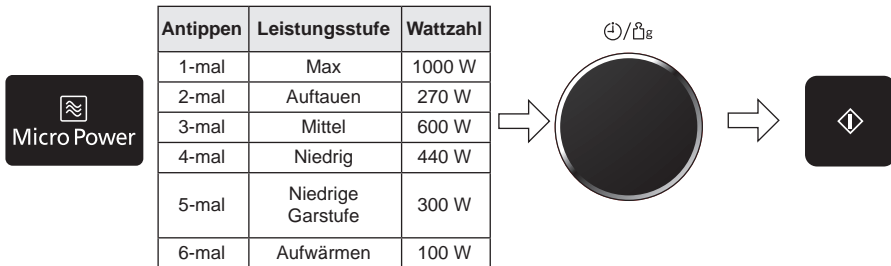 Micro Power
Antippen Leistungsstufe Wattzahl
1-mal Max 1000 W
2-mal Auftauen 270 W
3-mal Mittel 600 W
4-mal Niedrig 440 W
5-mal Niedrige Garstufe 300 W
6-mal Aufwärmen 100 W
/ g